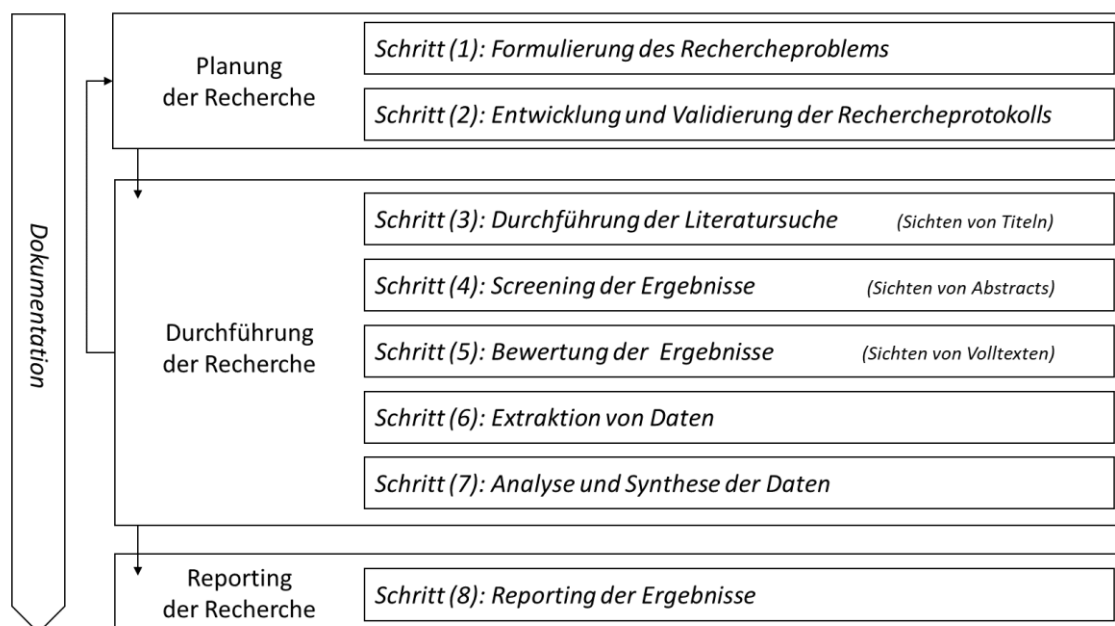 Dokumentation
Planung
der Recherche
Schritt (1): Formulierung des Rechercheproblems
Schritt (2): Entwicklung und Validierung der Rechercheprotokolls
Durchführung
der Recherche
Schritt (3): Durchführung der Literatursuche (Sichten von Titeln)
Schritt (4): Screening der Ergebnisse (Sichten von Abstracts)
Schritt (5): Bewertung der Ergebnisse (Sichten von Volltexten)
Schritt (6): Extraktion von Daten
Schritt (7): Analyse und Synthese der Daten
Reporting
der Recherche
Schritt (8): Reporting der Ergebnisse